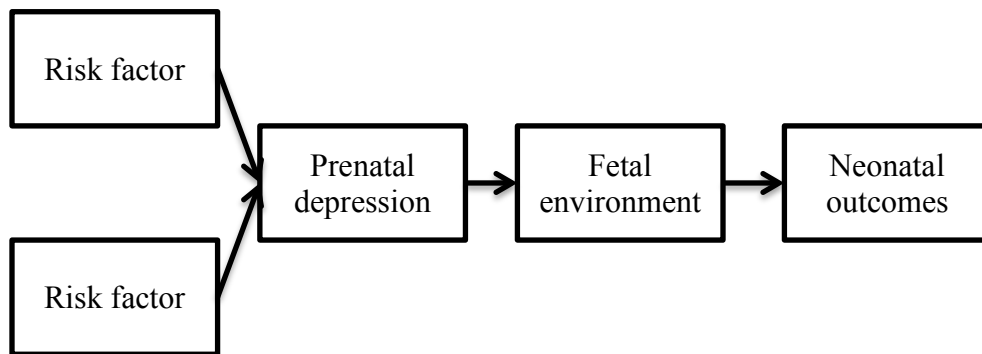 Risk factor
Prenatal
depression
Fetal
environment
Neonatal
outcomes
Risk factor